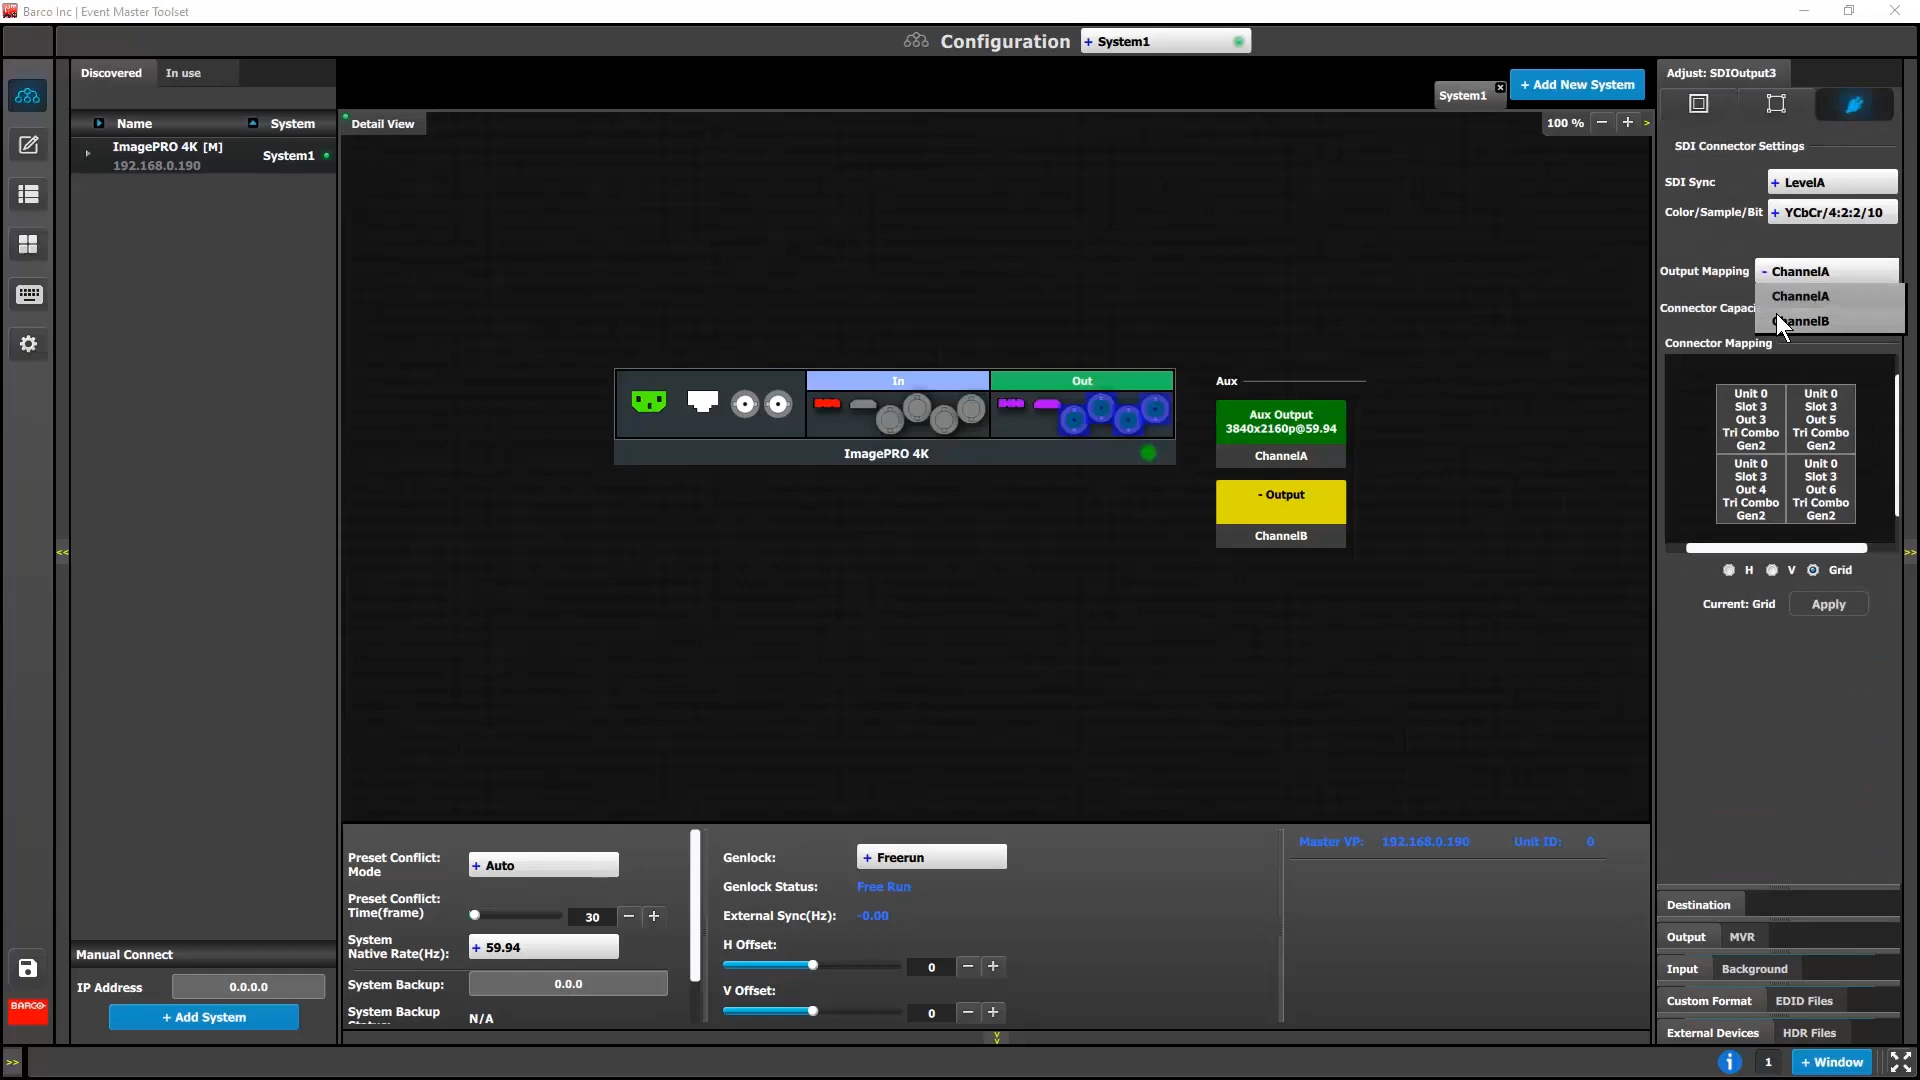 Barco Inc | Event Master Toolset
Configuration
+ System1
Discovered
In use
Name
System
ImagePRO 4K [M]
192.168.0.190
System1
System1
+ Add New System
Detail View
100 %
Adjust: SDIOutput3
SDI Connector Settings
SDI Sync
+ LevelA
Color/Sample/Bit
+ YCbCr/4:2:2/10
Output Mapping
- ChannelA
ChannelA
Connector Mapping
Unit 0
Slot 3
Out 3
Tri Combo
Gen2
Unit 0
Slot 3
Out 5
Tri Combo
Gen2
Unit 0
Slot 3
Out 4
Tri Combo
Gen2
Unit 0
Slot 3
Out 6
Tri Combo
Gen2
H
V
Grid
Current: Grid
Apply
In
Out
ImagePRO 4K
Aux
Aux Output
3840x2160p@59.94
ChannelA
- Output
ChannelB
<<
>>
Preset Conflict:
Mode
+ Auto
Preset Conflict:
Time(frame)
30
System
Native Rate(Hz):
+ 59.94
System Backup:
0.0.0
System Backup
N/A
Genlock:
+ Freerun
Genlock Status:
Free Run
External Sync(Hz):
-0.00
H Offset:
0
V Offset:
0
Master VP:
192.168.0.190
Unit ID:
0
Manual Connect
IP Address
0.0.0.0
+ Add System
BARCO
Destination
Output
MVR
Input
Background
Custom Format
EDID Files
External Devices
HDR Files
>>
1
+ Window